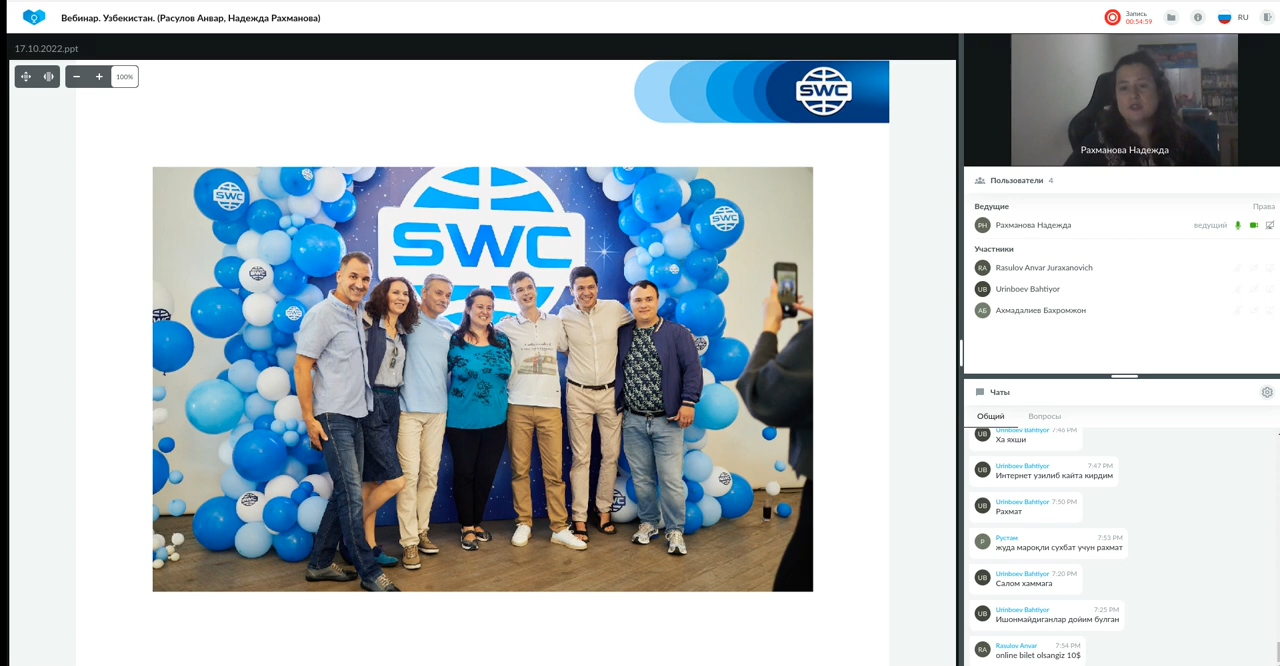 Вебинар. Узбекистан. (Расулов Анвар, Надежда Рахманова)
Запись
00:54:59
RU
17.10.2022.ppt
100%
SWC
SWC
SWC
SWC
Рахманова Надежда
Пользователи 4
Ведущие Права
РН Рахманова Надежда ведущий
Участники
RA Rasulov Anvar Juraxanovich
UB Urinboev Bahtiyor
АБ Ахмадалиев Бахромжон
Чаты
Общий Вопросы
UB Urinboev Bahtiyor 7:46 PM
Ха яхши
UB Urinboev Bahtiyor 7:47 PM
Интернет узилиб кайта кирдим
UB Urinboev Bahtiyor 7:50 PM
Рахмат
Р Рустам 7:53 PM
жуда мароқли сухбат учун рахмат
UB Urinboev Bahtiyor 7:20 PM
Салом хаммага
UB Urinboev Bahtiyor 7:25 PM
Ишонмайдиганлар дойим булган
RA Rasulov Anvar 7:54 PM
online bilet olsangiz 10$